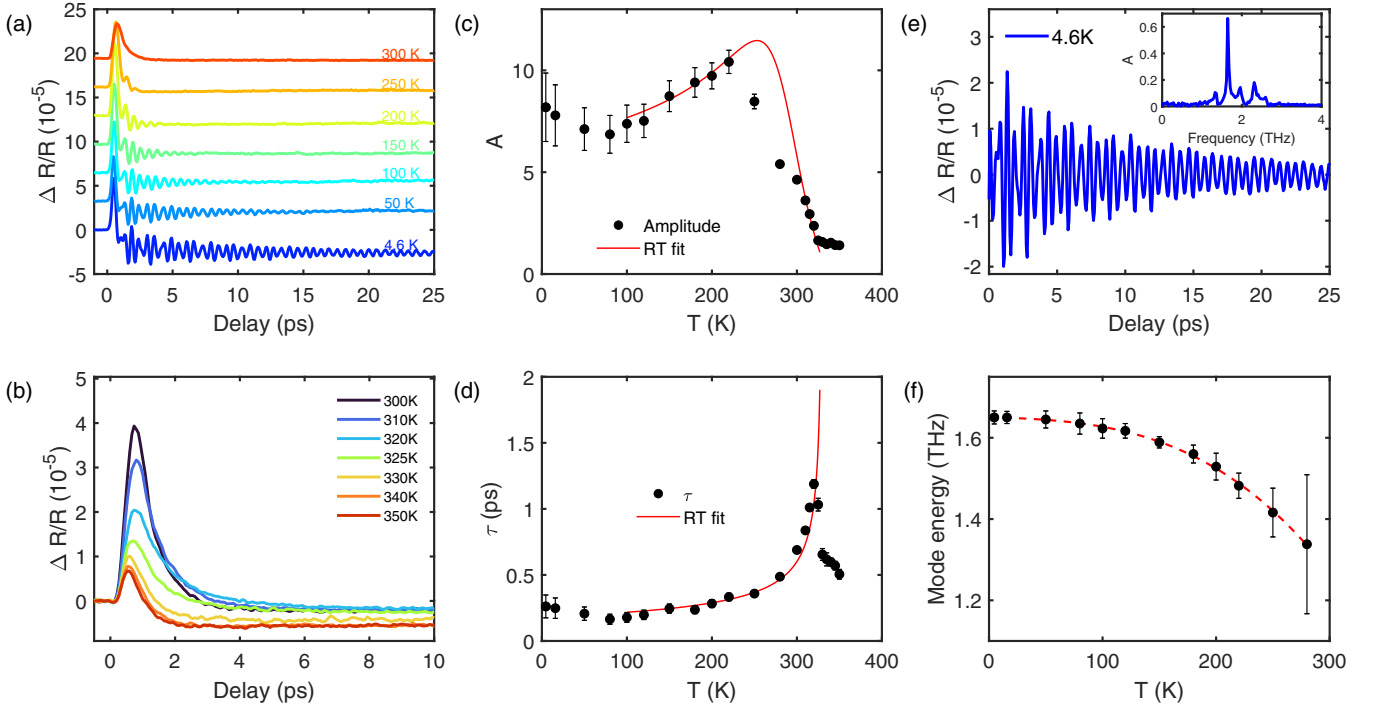 (a)
25
20
15
10
5
0
-5
Δ R/R (10⁻⁵)
300 K
250 K
200 K
150 K
100 K
50 K
4.6 K
0 5 10 15 20 25
Delay (ps)
(c)
10
5
0
A
Amplitude
RT fit
0 100 200 300 400
T (K)
(e)
3
2
1
0
-1
-2
Δ R/R (10⁻⁵)
4.6K
0.6
0.4
0.2
0
A
0 2 4
Frequency (THz)
0 5 10 15 20 25
Delay (ps)
(b)
5
4
3
2
1
0
Δ R/R (10⁻⁵)
300K
310K
320K
325K
330K
340K
350K
0 2 4 6 8 10
Delay (ps)
(d)
2
1.5
1
0.5
0
τ (ps)
τ
RT fit
0 100 200 300 400
T (K)
(f)
1.6
1.4
1.2
Mode energy (THz)
0 100 200 300
T (K)